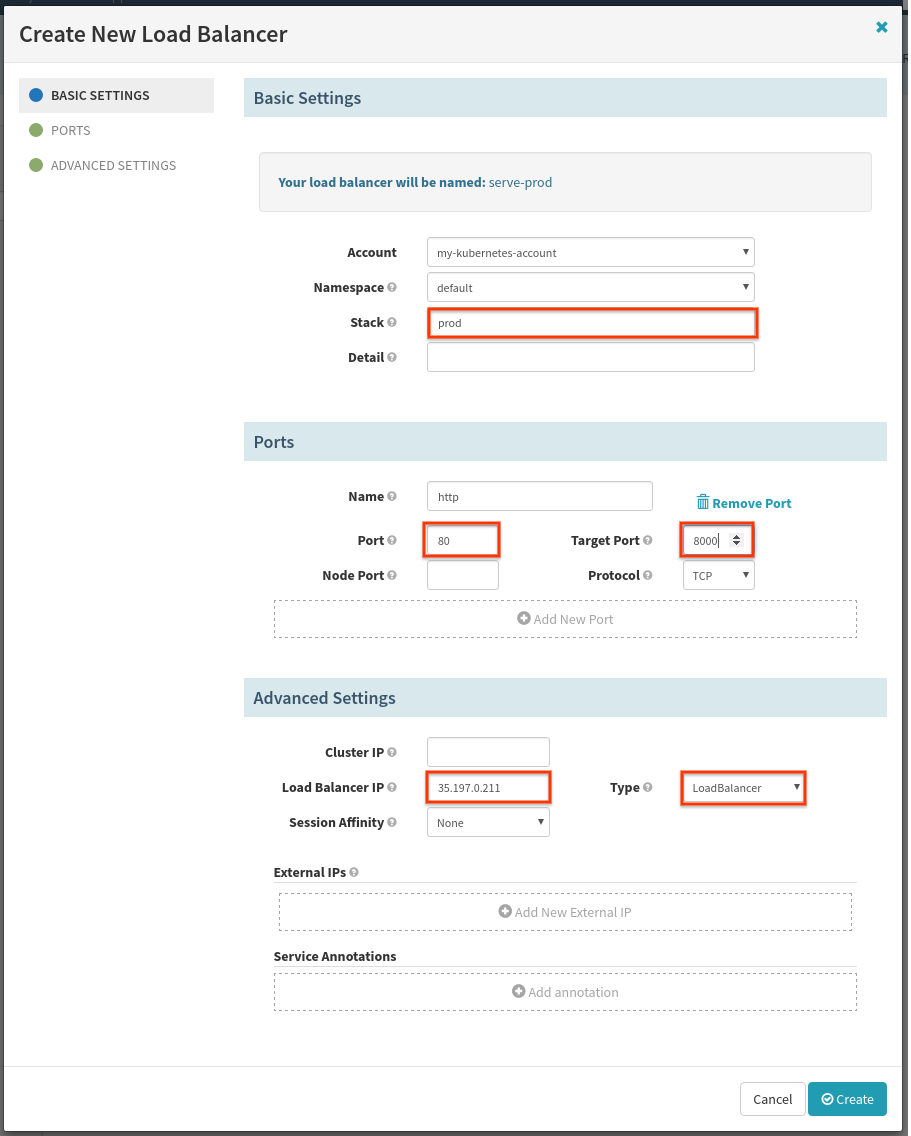 Create New Load Balancer
BASIC SETTINGS
PORTS
ADVANCED SETTINGS
Basic Settings
Your load balancer will be named: serve-prod
Account my-kubernetes-account
Namespace default
Stack prod
Detail
Ports
Name http Remove Port
Port 80 Target Port 8000
Node Port Protocol TCP
Add New Port
Advanced Settings
Cluster IP
Load Balancer IP 35.197.0.211 Type LoadBalancer
Session Affinity None
External IPs
Add New External IP
Service Annotations
Add annotation
Cancel Create